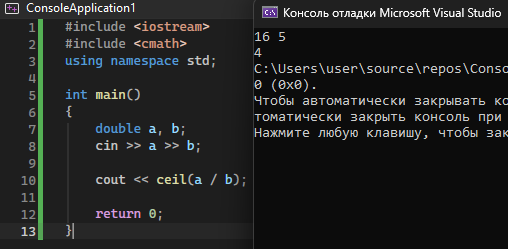 ConsoleApplication1
1 #include <iostream>
2 #include <cmath>
3 using namespace std;
4
5 int main()
6 {
7 double a, b;
8 cin >> a >> b;
9
10 cout << ceil(a / b);
11
12 return 0;
13 }
Консоль отладки Microsoft Visual Studio
16 5
4
C:\Users\user\source\repos\Conso
0 (0x0).
Чтобы автоматически закрывать ко
томатически закрыть консоль при
Нажмите любую клавишу, чтобы зак